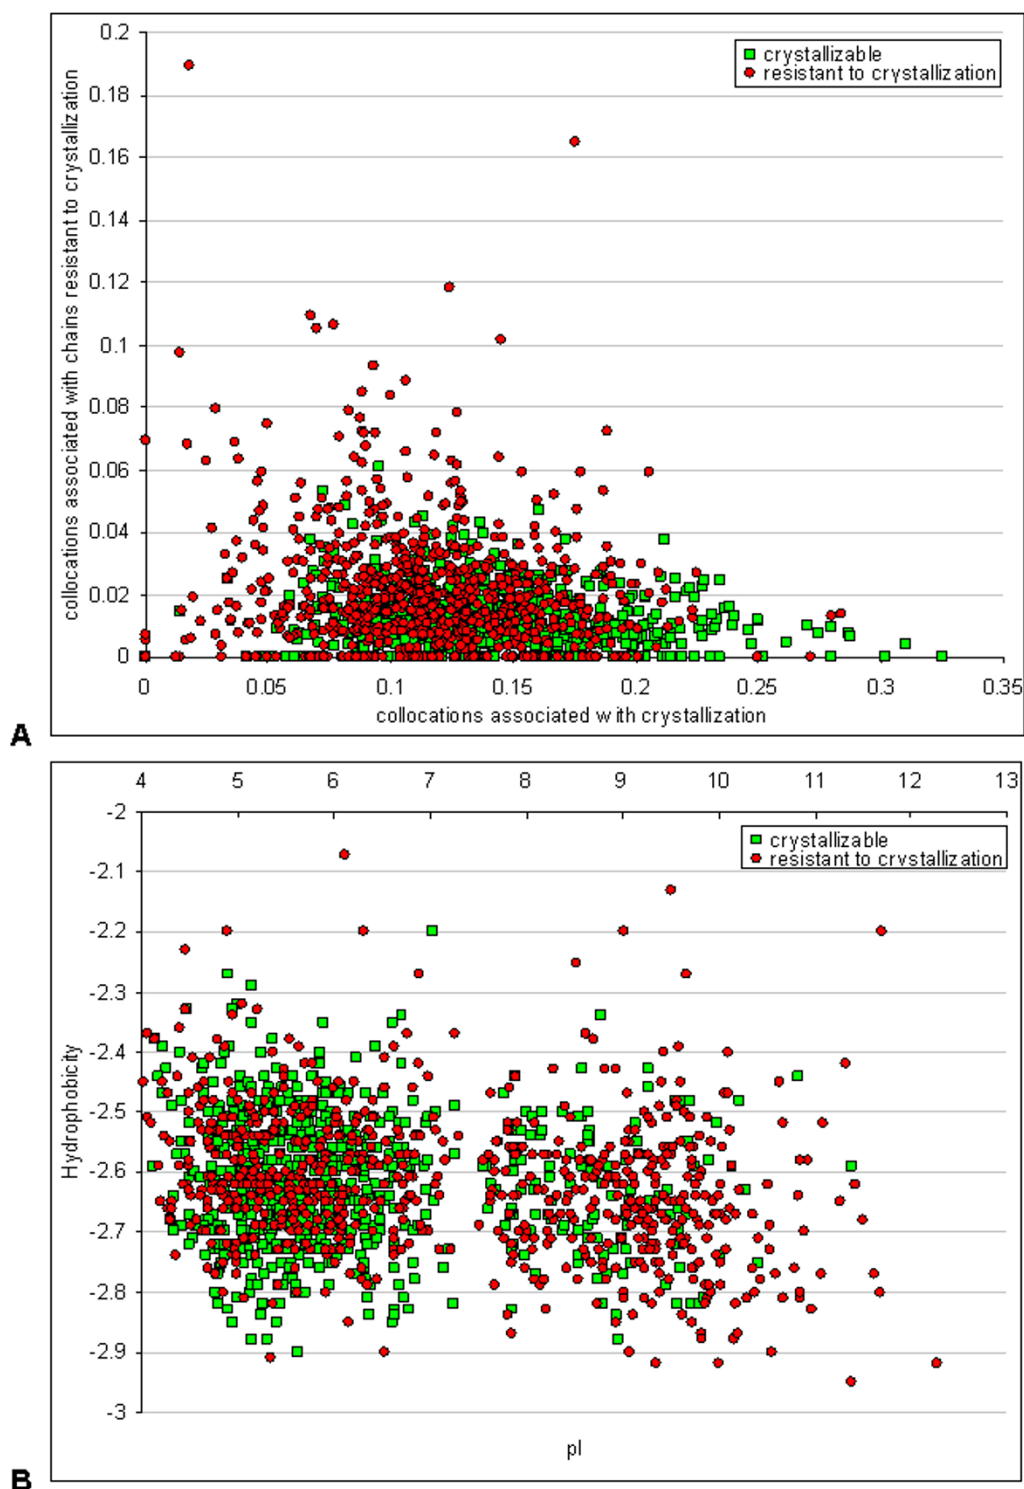 0.2
crystallizable
resistant to crystallization
0.18
0.16
0.14
0.12
0.1
0.08
0.06
0.04
0.02
0
collocations associated with chains resistant to crystallization
0 0.05 0.1 0.15 0.2 0.25 0.3 0.35
collocations associated with crystallization
A
4 5 6 7 8 9 10 11 12 13
-2
crystallizable
resistant to crystallization
-2.1
-2.2
-2.3
-2.4
-2.5
-2.6
-2.7
-2.8
-2.9
-3
Hydrophobicity
pI
B